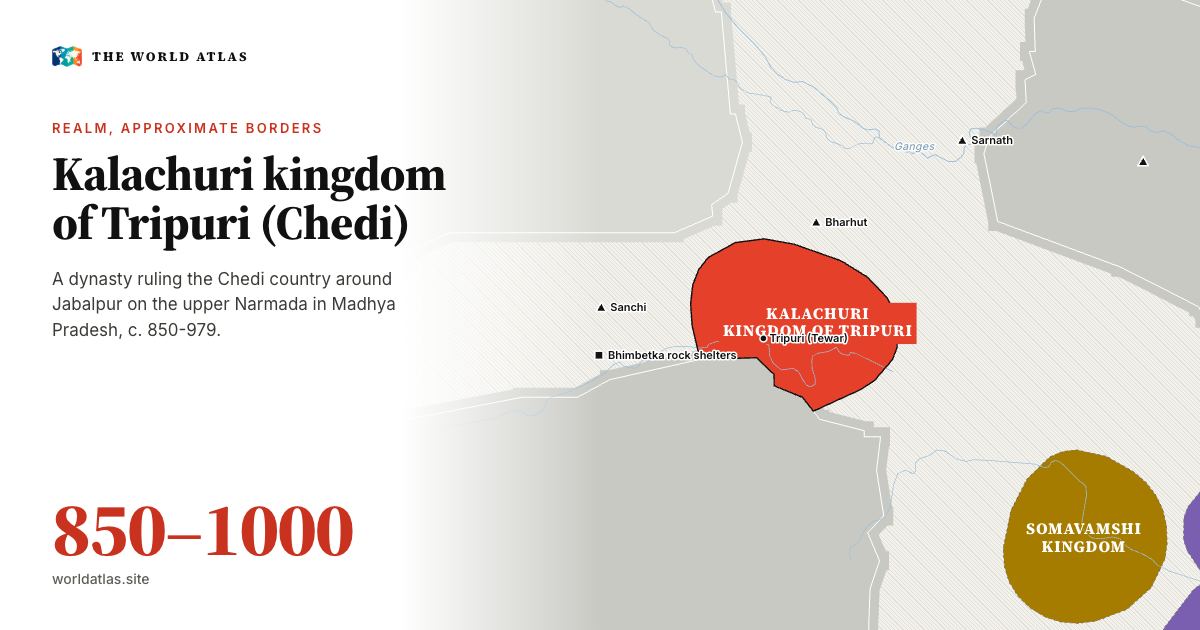 THE WORLD ATLAS
REALM, APPROXIMATE BORDERS
Kalachuri kingdom
of Tripuri (Chedi)
A dynasty ruling the Chedi country around
Jabalpur on the upper Narmada in Madhya
Pradesh, c. 850-979.
850–1000
worldatlas.site
Ganges
Sarnath
Bharhut
Sanchi
KALACHURI
KINGDOM OF TRIPURI
Tripuri (Tewar)
Bhimbetka rock shelters
SOMAVAMSHI
KINGDOM